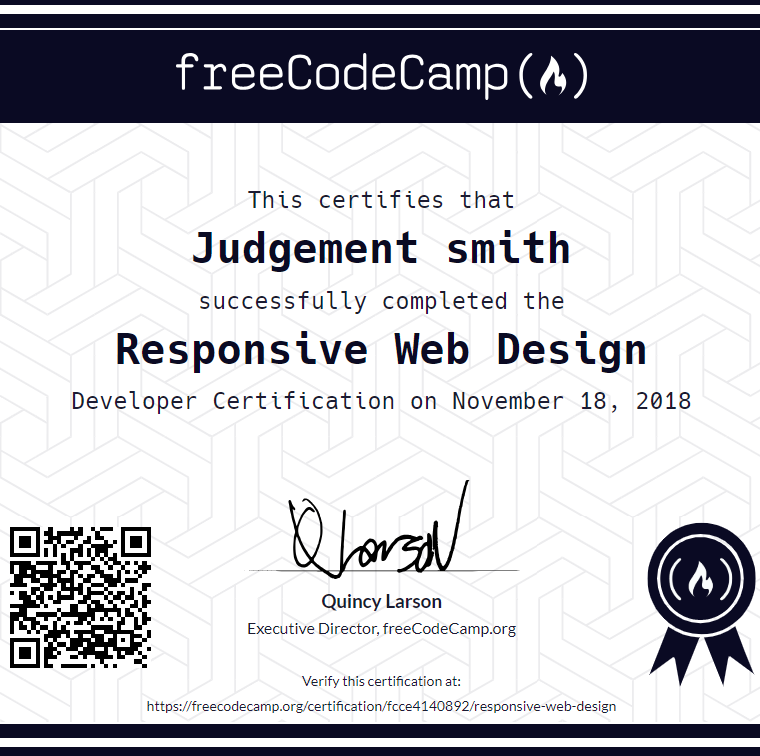 freeCodeCamp
This certifies that
Judgement smith
successfully completed the
Responsive Web Design
Developer Certification on November 18, 2018
Q Larson
Quincy Larson
Executive Director, freeCodeCamp.org
Verify this certification at:
https://freecodecamp.org/certification/fcce4140892/responsive-web-design